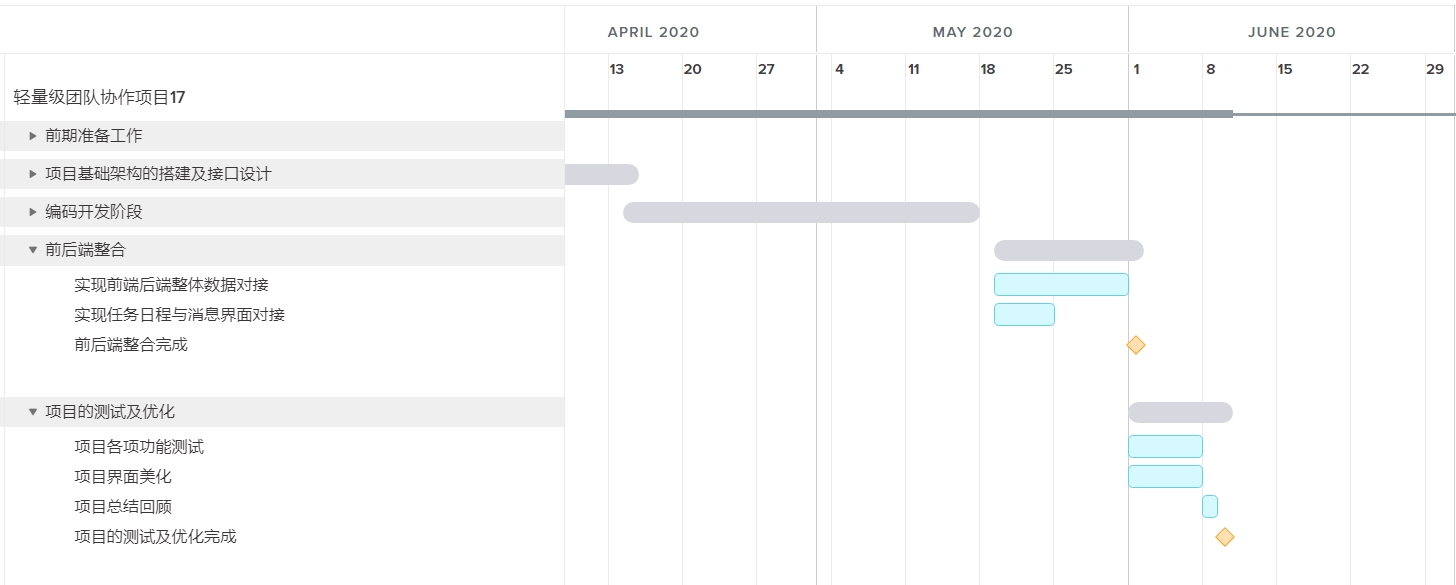 APRIL 2020 MAY 2020 JUNE 2020
13 20 27 4 11 18 25 1 8 15 22 29
轻量级团队协作项目17
前期准备工作
项目基础架构的搭建及接口设计
编码开发阶段
前后端整合
实现前端后端整体数据对接
实现任务日程与消息界面对接
前后端整合完成
项目的测试及优化
项目各项功能测试
项目界面美化
项目总结回顾
项目的测试及优化完成